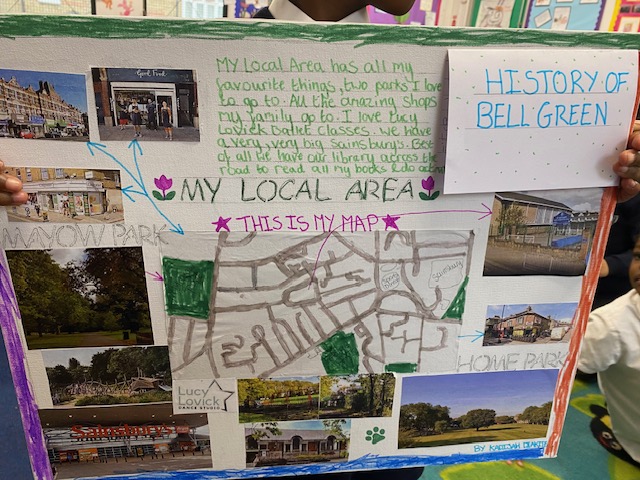 MY Local Area has all my
favourite things, two parks I love
to go to. All the amazing shops
my family go to. I love Lucy
Lovick Ballet Classes. We have
a very, very big Sainsburys. Best
of all we have our library across the
road to read all my books & do
HISTORY OF
BELL GREEN
MY LOCAL AREA
THIS IS MY MAP
MAYOW PARK
Sainsbury
HOME PARK
LUCY
LOVICK
DANCE STUDIO
Sainsbury's
BY KADIJAH